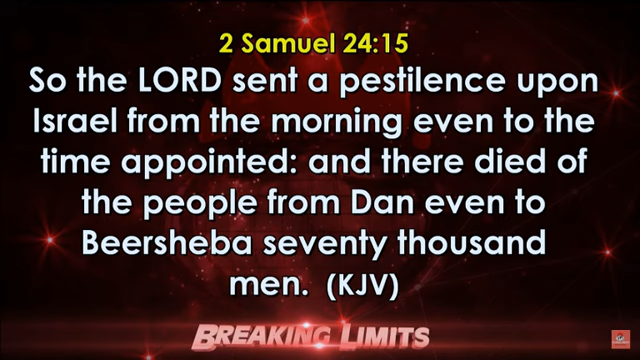 2 Samuel 24:15
So the LORD sent a pestilence upon
Israel from the morning even to the
time appointed: and there died of
the people from Dan even to
Beersheba seventy thousand
men. (KJV)
BREAKING LIMITS